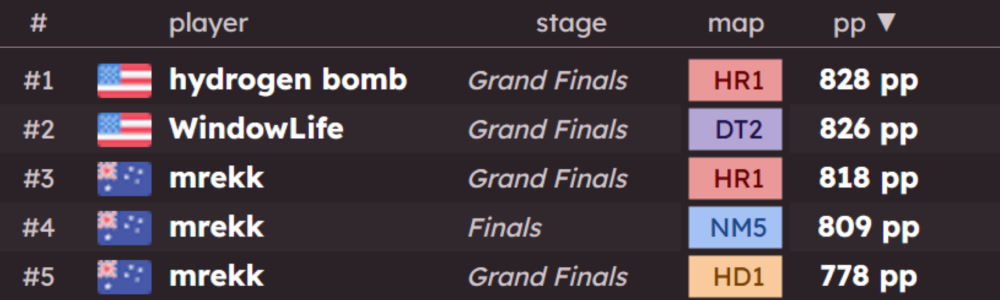 # player stage map pp ▼
#1 hydrogen bomb Grand Finals HR1 828 pp
#2 WindowLife Grand Finals DT2 826 pp
#3 mrekk Grand Finals HR1 818 pp
#4 mrekk Finals NM5 809 pp
#5 mrekk Grand Finals HD1 778 pp